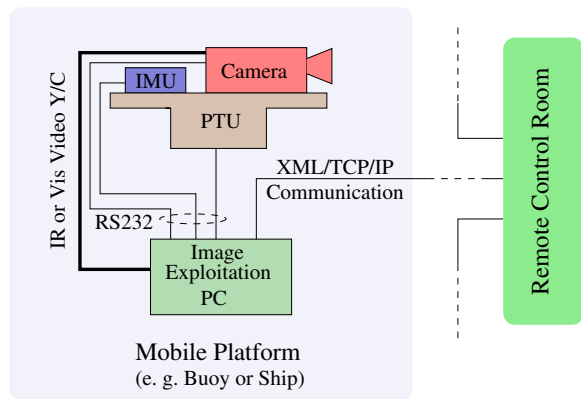 Camera
IMU
PTU
IR or Vis Video Y/C
XML/TCP/IP
Communication
RS232
Image
Exploitation
PC
Mobile Platform
(e. g. Buoy or Ship)
Remote Control Room